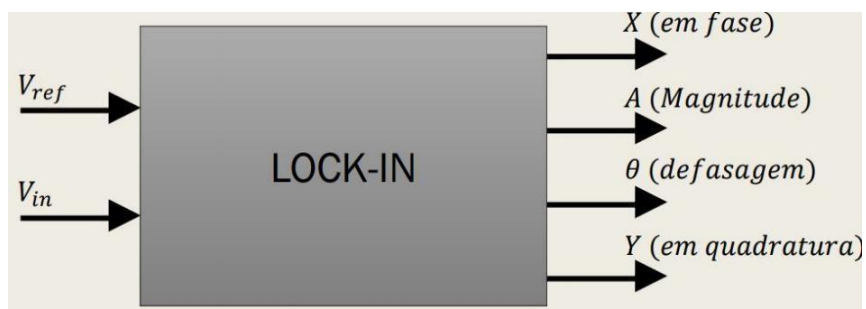 X (em fase)
V_ref
A (Magnitude)
LOCK-IN
θ (defasagem)
V_in
Y (em quadratura)